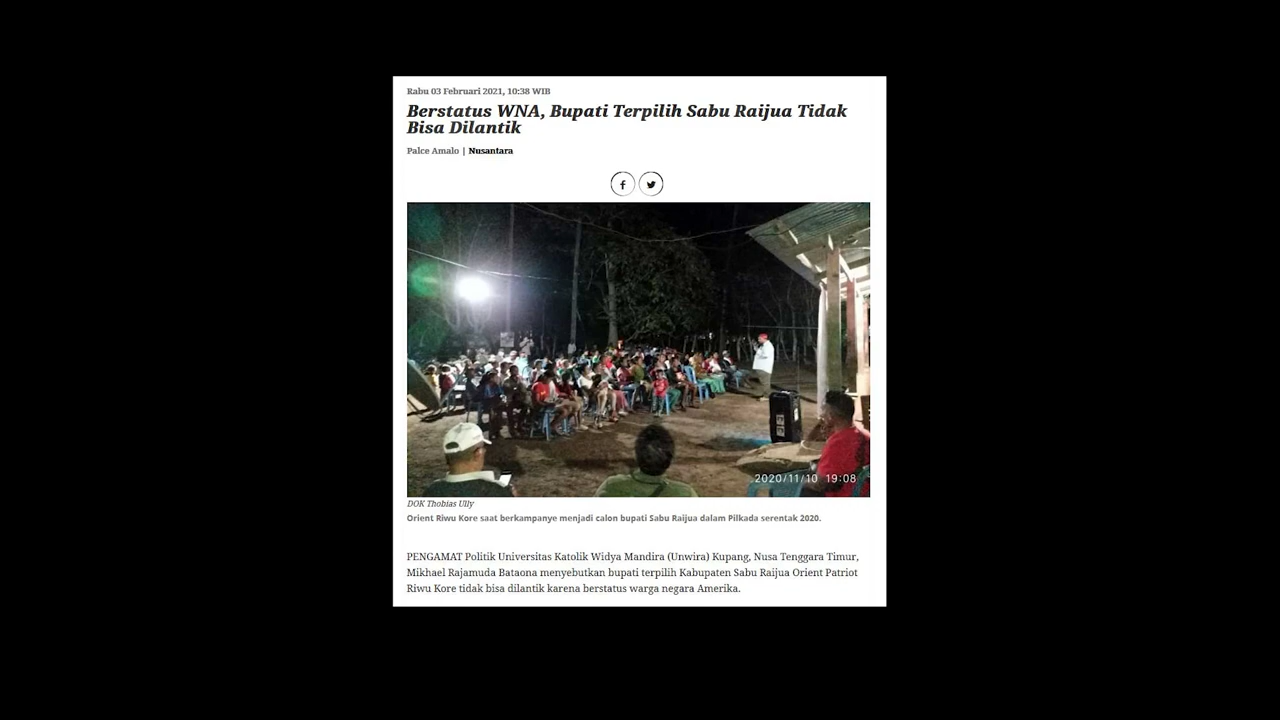 Rabu 03 Februari 2021, 10:38 WIB
Berstatus WNA, Bupati Terpilih Sabu Raijua Tidak
Bisa Dilantik
Palce Amalo | Nusantara
2020/11/10 19:08
DOK Thobias Ully
Orient Riwu Kore saat berkampanye menjadi calon bupati Sabu Raijua dalam Pilkada serentak 2020.
PENGAMAT Politik Universitas Katolik Widya Mandira (Unwira) Kupang, Nusa Tenggara Timur,
Mikhael Rajamuda Bataona menyebutkan bupati terpilih Kabupaten Sabu Raijua Orient Patriot
Riwu Kore tidak bisa dilantik karena berstatus warga negara Amerika.